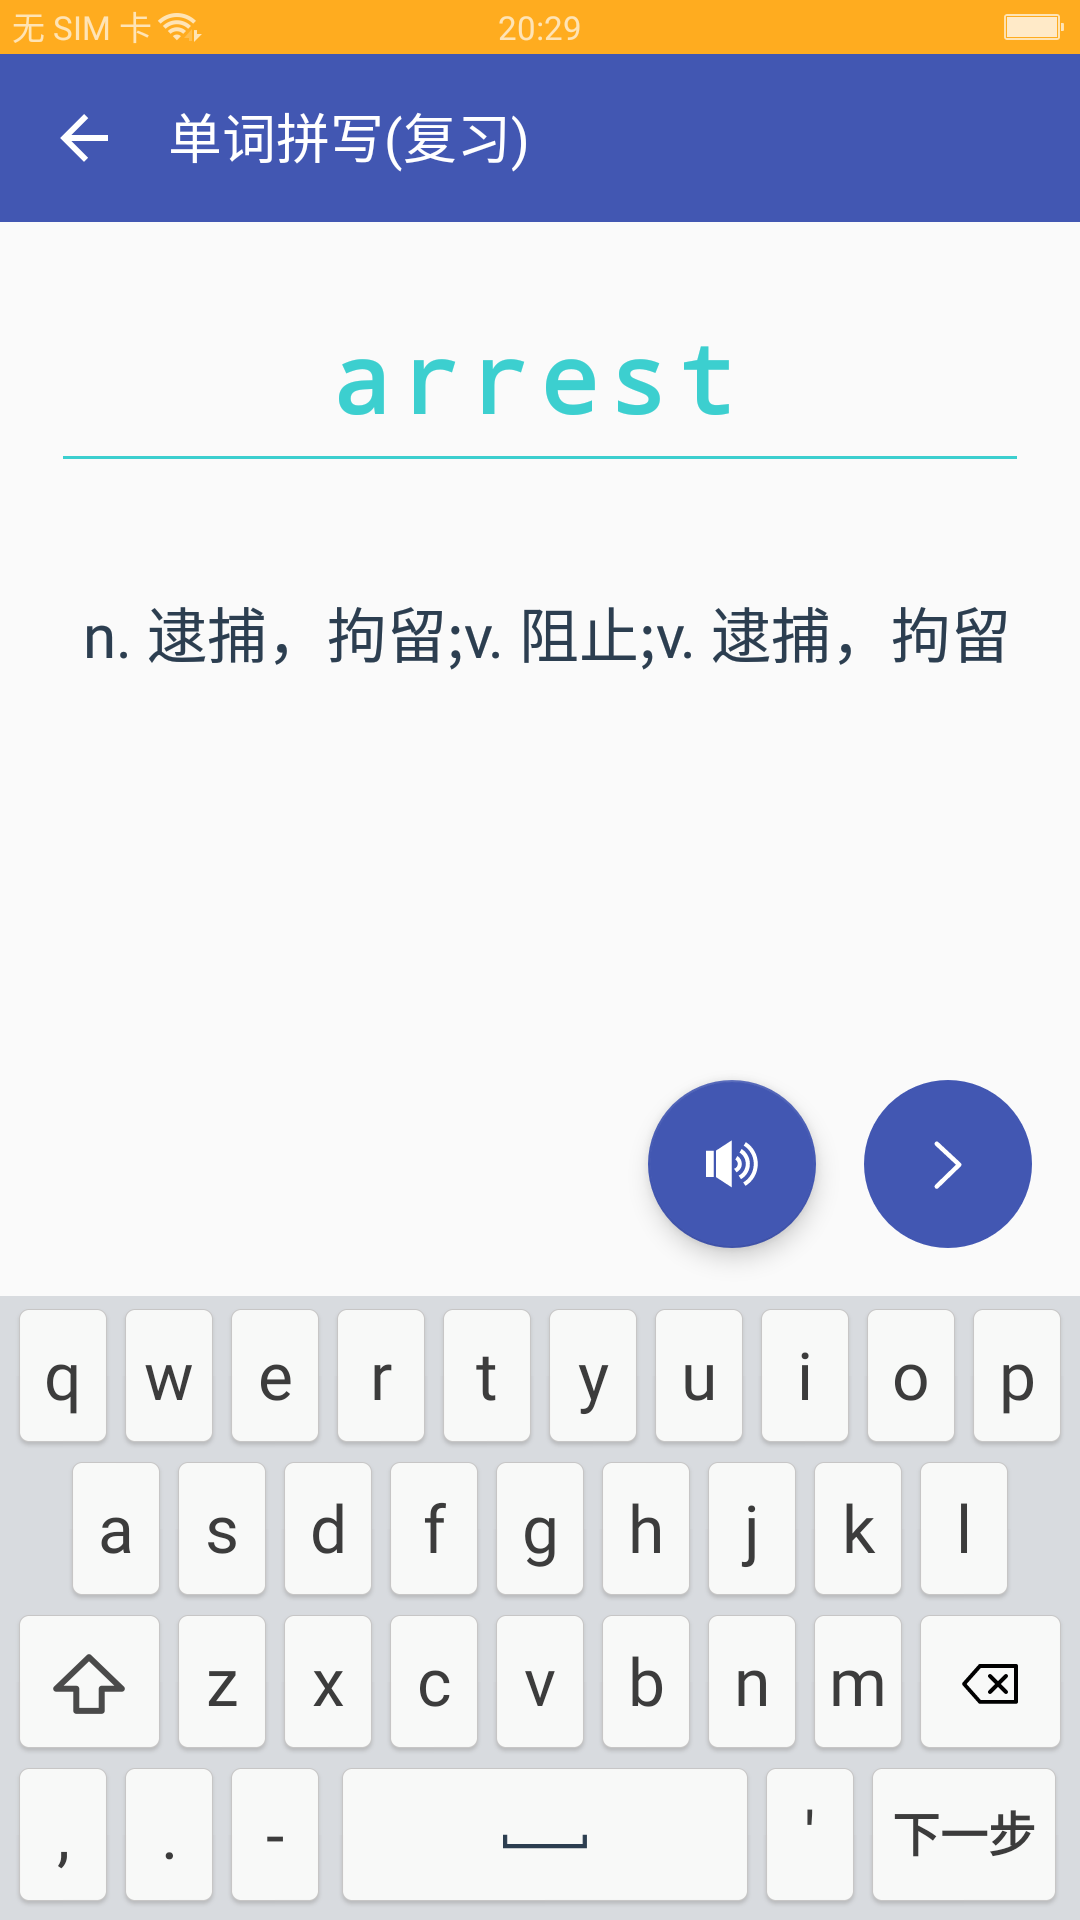 无 SIM 卡 20:29
单词拼写(复习)
arrest
n. 逮捕，拘留;v. 阻止;v. 逮捕，拘留
q w e r t y u i o p
a s d f g h j k l
z x c v b n m
, . - ' 下一步